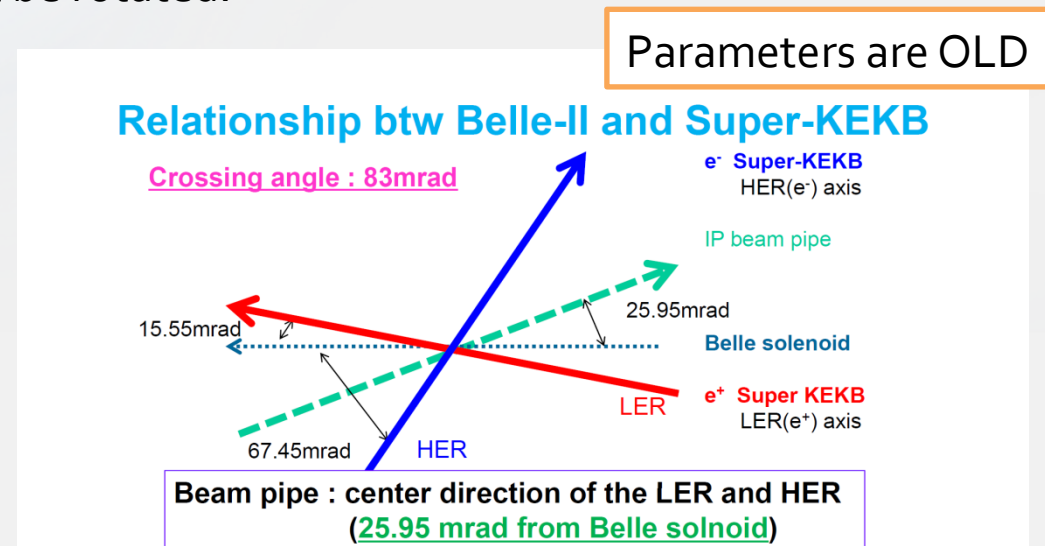 be rotated.
Parameters are OLD
Relationship btw Belle-II and Super-KEKB
Crossing angle : 83mrad
e- Super-KEKB
HER(e-) axis
IP beam pipe
25.95mrad
15.55mrad
Belle solenoid
e+ Super KEKB
LER(e+) axis
LER
67.45mrad
HER
Beam pipe : center direction of the LER and HER
(25.95 mrad from Belle solnoid)